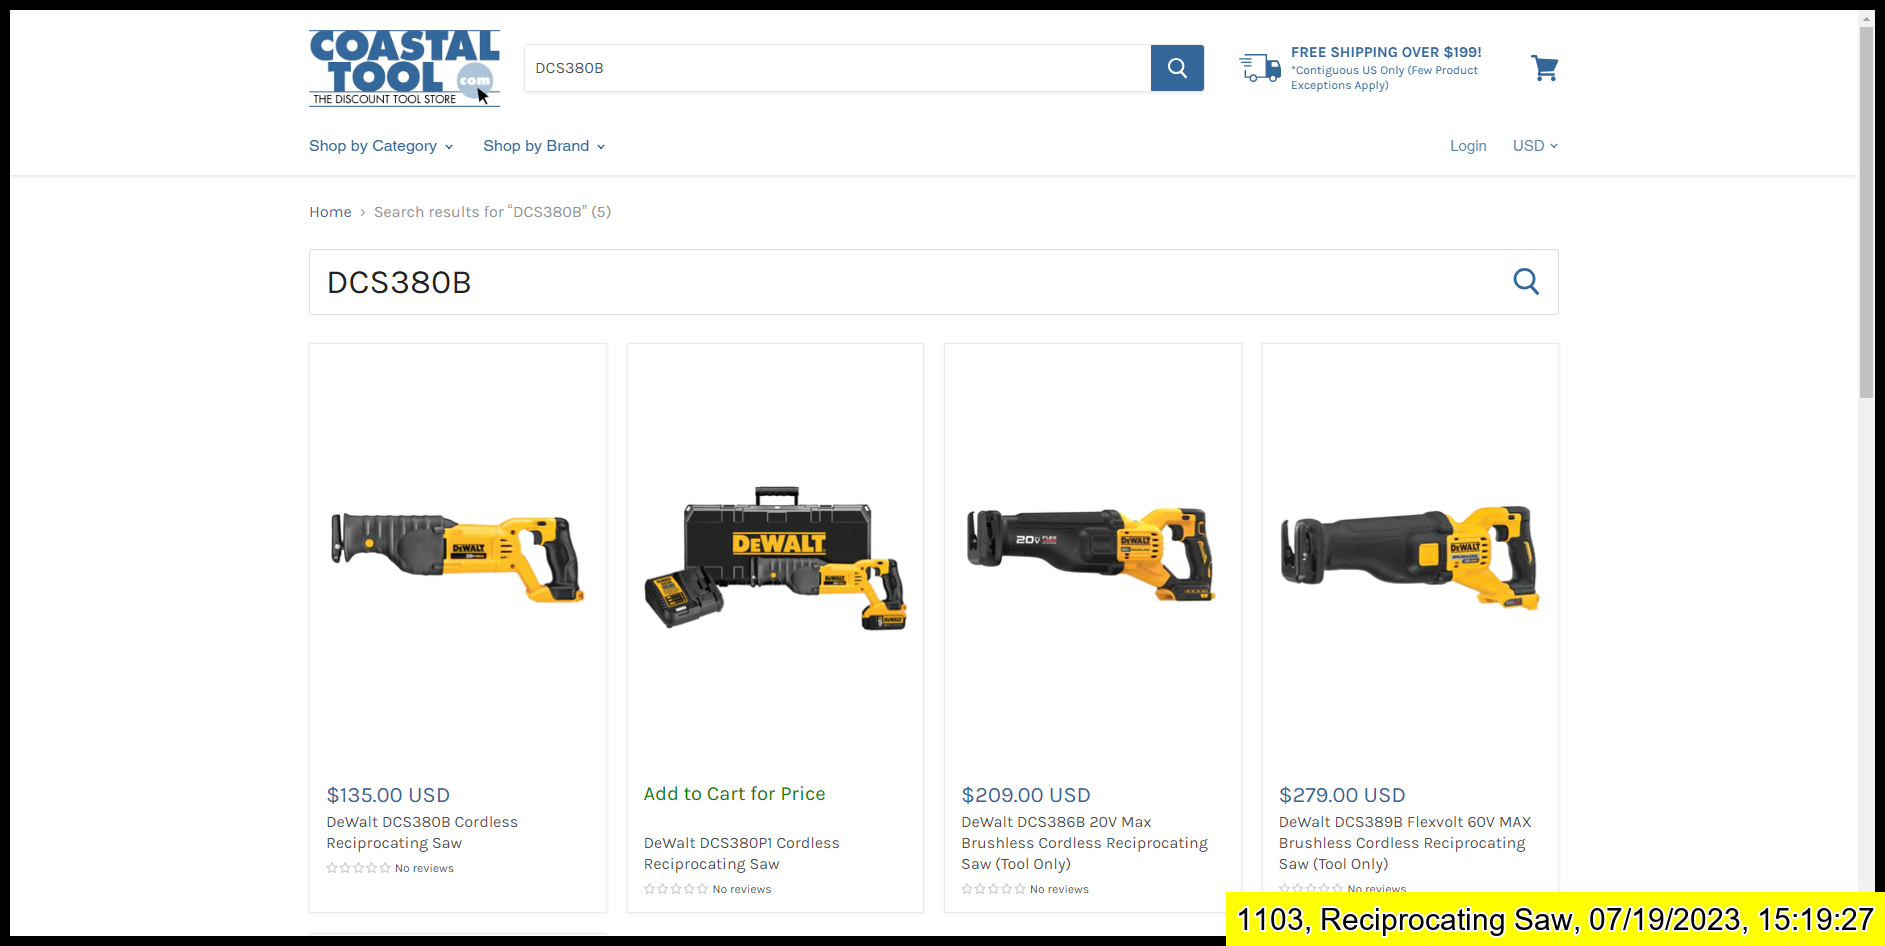 COASTAL
TOOL com
THE DISCOUNT TOOL STORE
DCS380B
FREE SHIPPING OVER $199!
*Contiguous US Only (Few Product
Exceptions Apply)
Shop by Category
Shop by Brand
Login
USD
Home > Search results for “DCS380B” (5)
DCS380B
DEWALT
DEWALT
DEWALT
20V
DEWALT
DEWALT
$135.00 USD
DeWalt DCS380B Cordless
Reciprocating Saw
No reviews
Add to Cart for Price
DeWalt DCS380P1 Cordless
Reciprocating Saw
No reviews
$209.00 USD
DeWalt DCS386B 20V Max
Brushless Cordless Reciprocating
Saw (Tool Only)
No reviews
$279.00 USD
DeWalt DCS389B Flexvolt 60V MAX
Brushless Cordless Reciprocating
Saw (Tool Only)
No reviews
1103, Reciprocating Saw, 07/19/2023, 15:19:27